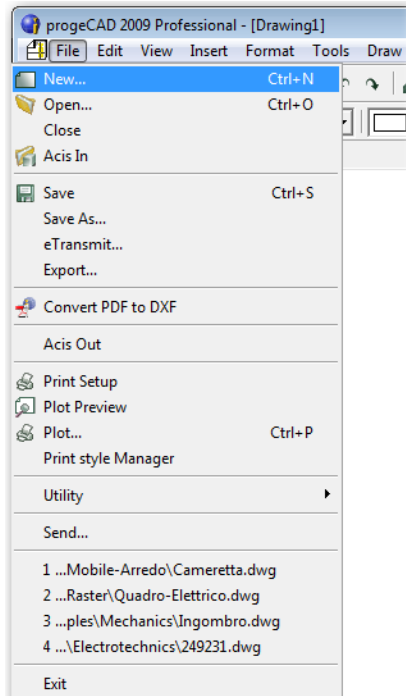 progeCAD 2009 Professional - [Drawing1]
File Edit View Insert Format Tools Draw
New... Ctrl+N
Open... Ctrl+O
Close
Acis In
Save Ctrl+S
Save As...
eTransmit...
Export...
Convert PDF to DXF
Acis Out
Print Setup
Plot Preview
Plot... Ctrl+P
Print style Manager
Utility
Send...
1 ...Mobile-Arredo\Cameretta.dwg
2 ...Raster\Quadro-Elettrico.dwg
3 ...ples\Mechanics\Ingombro.dwg
4 ...\Electrotechnics\249231.dwg
Exit